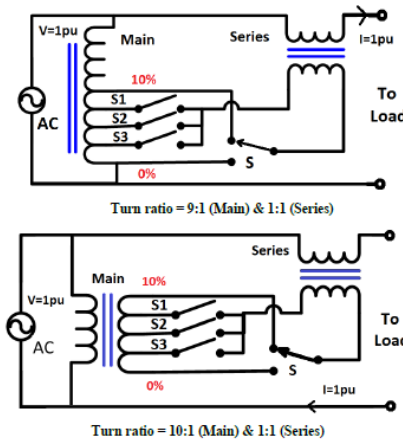 V=1pu
Main
Series
I=1pu
10%
S1
S2
S3
AC
To
Load
S
0%
Turn ratio = 9:1 (Main) & 1:1 (Series)
Series
Main
10%
V=1pu
S1
S2
S3
AC
To
Load
S
0%
I=1pu
Turn ratio = 10:1 (Main) & 1:1 (Series)